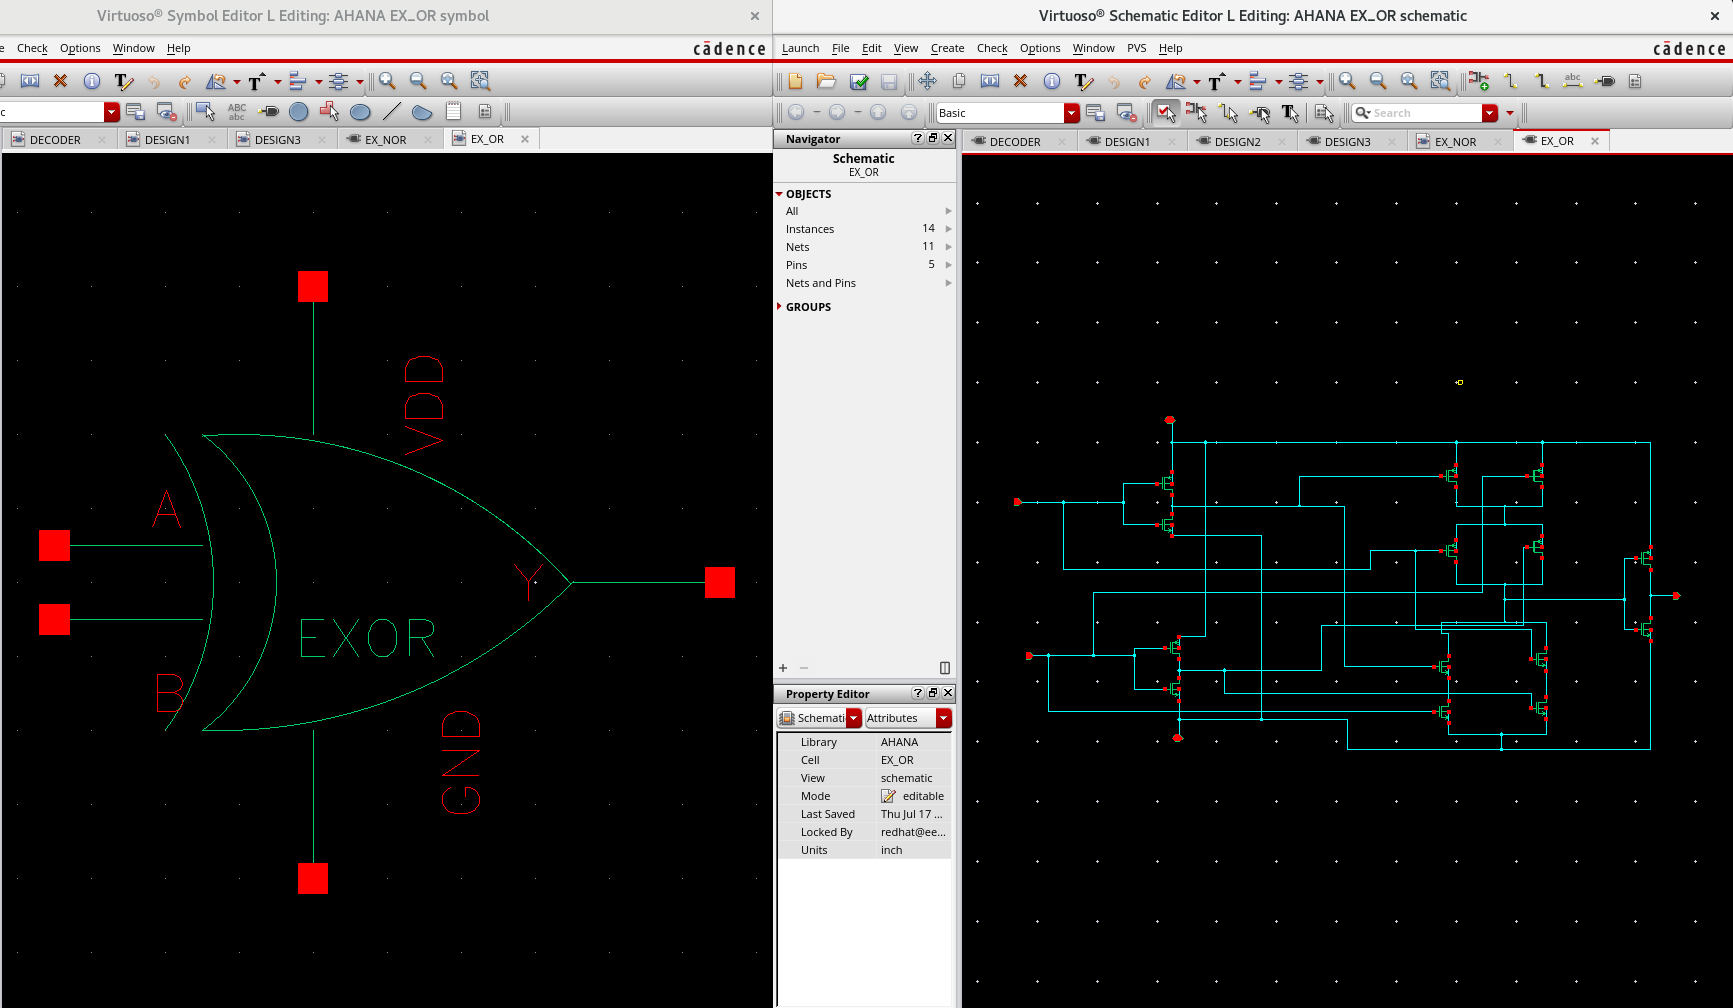 Virtuoso® Symbol Editor L Editing: AHANA EX_OR symbol
e Check Options Window Help
cādence
c
ABC
abc
DECODER DESIGN1 DESIGN3 EX_NOR EX_OR
VDD
A
Y
EXOR
B
GND
Virtuoso® Schematic Editor L Editing: AHANA EX_OR schematic
Launch File Edit View Create Check Options Window PVS Help
cādence
abc
Basic
Search
Navigator
Schematic
EX_OR
OBJECTS
All
Instances 14
Nets 11
Pins 5
Nets and Pins
GROUPS
Property Editor
Schemati Attributes
Library AHANA
Cell EX_OR
View schematic
Mode editable
Last Saved Thu Jul 17 ...
Locked By redhat@ee...
Units inch
DECODER DESIGN1 DESIGN2 DESIGN3 EX_NOR EX_OR